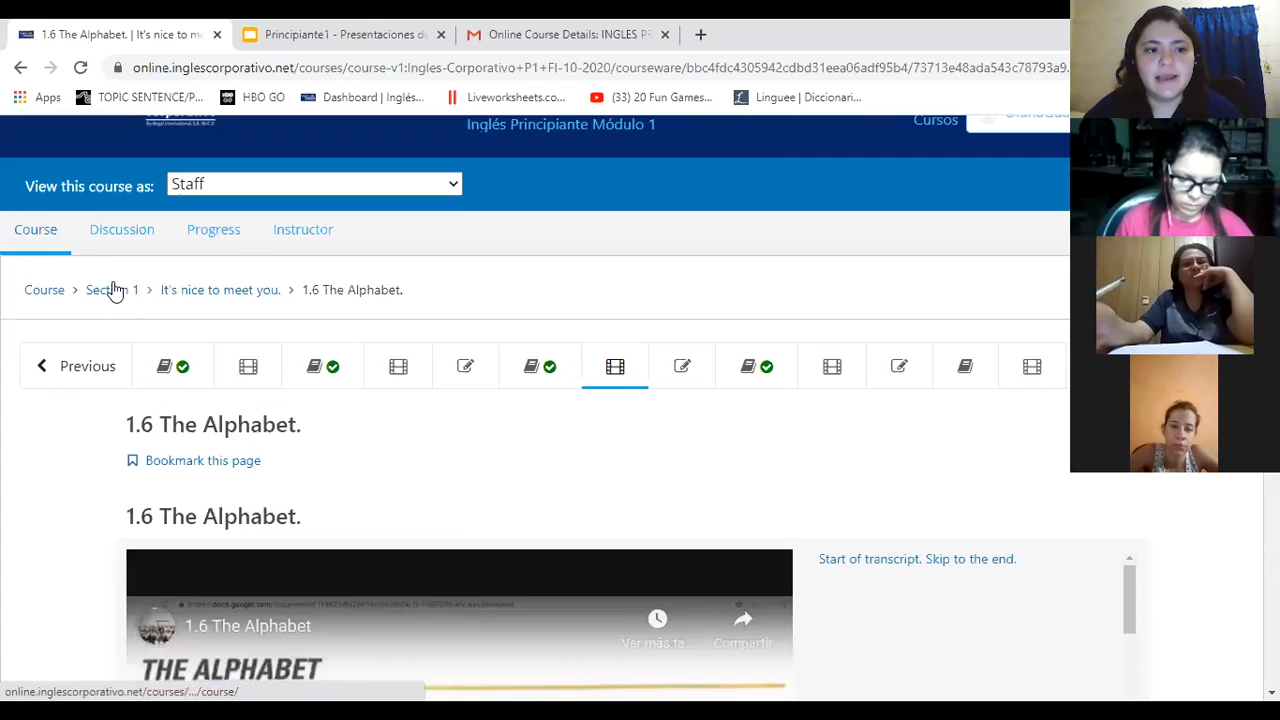 1.6 The Alphabet. | It's nice to m
Principiante1 - Presentaciones d
Online Course Details: INGLES P
online.inglescorporativo.net/courses/course-v1:Ingles-Corporativo+P1+FI-10-2020/courseware/bbc4fdc4305942cdbd31eea06adf95b4/73713e48ada543c78793a9
Apps
TOPIC SENTENCE/P...
HBO GO
Dashboard | Inglés...
Liveworksheets.co...
(33) 20 Fun Games...
Linguee | Diccionari...
Inglés Principiante Módulo 1
Cursos
View this course as:
Staff
Course
Discussion
Progress
Instructor
Course > Section 1 > It's nice to meet you. > 1.6 The Alphabet.
Previous
1.6 The Alphabet.
Bookmark this page
1.6 The Alphabet.
Start of transcript. Skip to the end.
1.6 The Alphabet
Ver más ta...
Compartir
THE ALPHABET
online.inglescorporativo.net/courses/.../course/